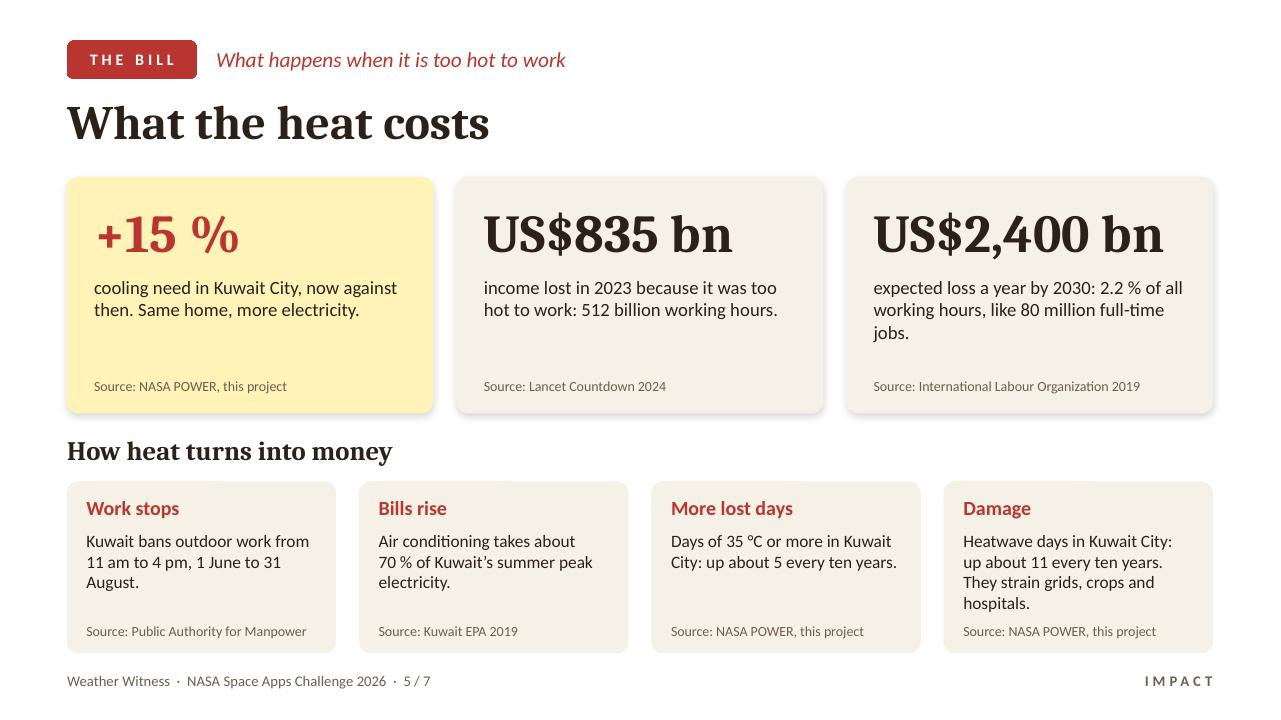 THE BILL
What happens when it is too hot to work
What the heat costs
+15 %
cooling need in Kuwait City, now against
then. Same home, more electricity.
Source: NASA POWER, this project
US$835 bn
income lost in 2023 because it was too
hot to work: 512 billion working hours.
Source: Lancet Countdown 2024
US$2,400 bn
expected loss a year by 2030: 2.2 % of all
working hours, like 80 million full-time
jobs.
Source: International Labour Organization 2019
How heat turns into money
Work stops
Kuwait bans outdoor work from
11 am to 4 pm, 1 June to 31
August.
Source: Public Authority for Manpower
Bills rise
Air conditioning takes about
70 % of Kuwait’s summer peak
electricity.
Source: Kuwait EPA 2019
More lost days
Days of 35 °C or more in Kuwait
City: up about 5 every ten years.
Source: NASA POWER, this project
Damage
Heatwave days in Kuwait City:
up about 11 every ten years.
They strain grids, crops and
hospitals.
Source: NASA POWER, this project
Weather Witness · NASA Space Apps Challenge 2026 · 5 / 7
IMPACT